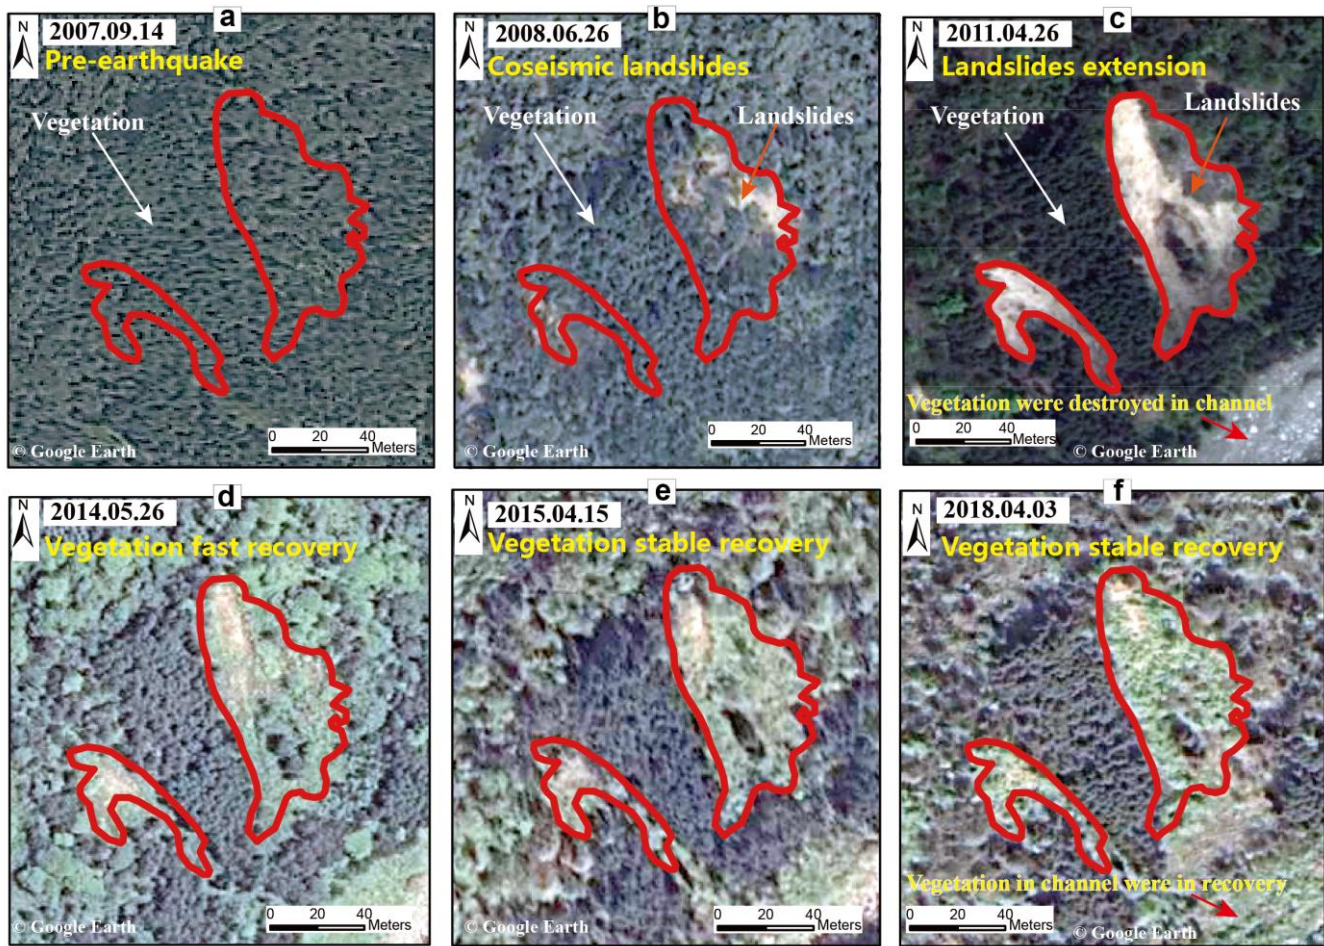 a
N
2007.09.14
Pre-earthquake
Vegetation
0 20 40
Meters
© Google Earth
b
N
2008.06.26
Coseismic landslides
Vegetation
Landslides
0 20 40
Meters
© Google Earth
c
N
2011.04.26
Landslides extension
Vegetation
Landslides
Vegetation were destroyed in channel
0 20 40
Meters
© Google Earth
d
N
2014.05.26
Vegetation fast recovery
0 20 40
Meters
© Google Earth
e
N
2015.04.15
Vegetation stable recovery
0 20 40
Meters
© Google Earth
f
N
2018.04.03
Vegetation stable recovery
Vegetation in channel were in recovery
0 20 40
Meters
© Google Earth